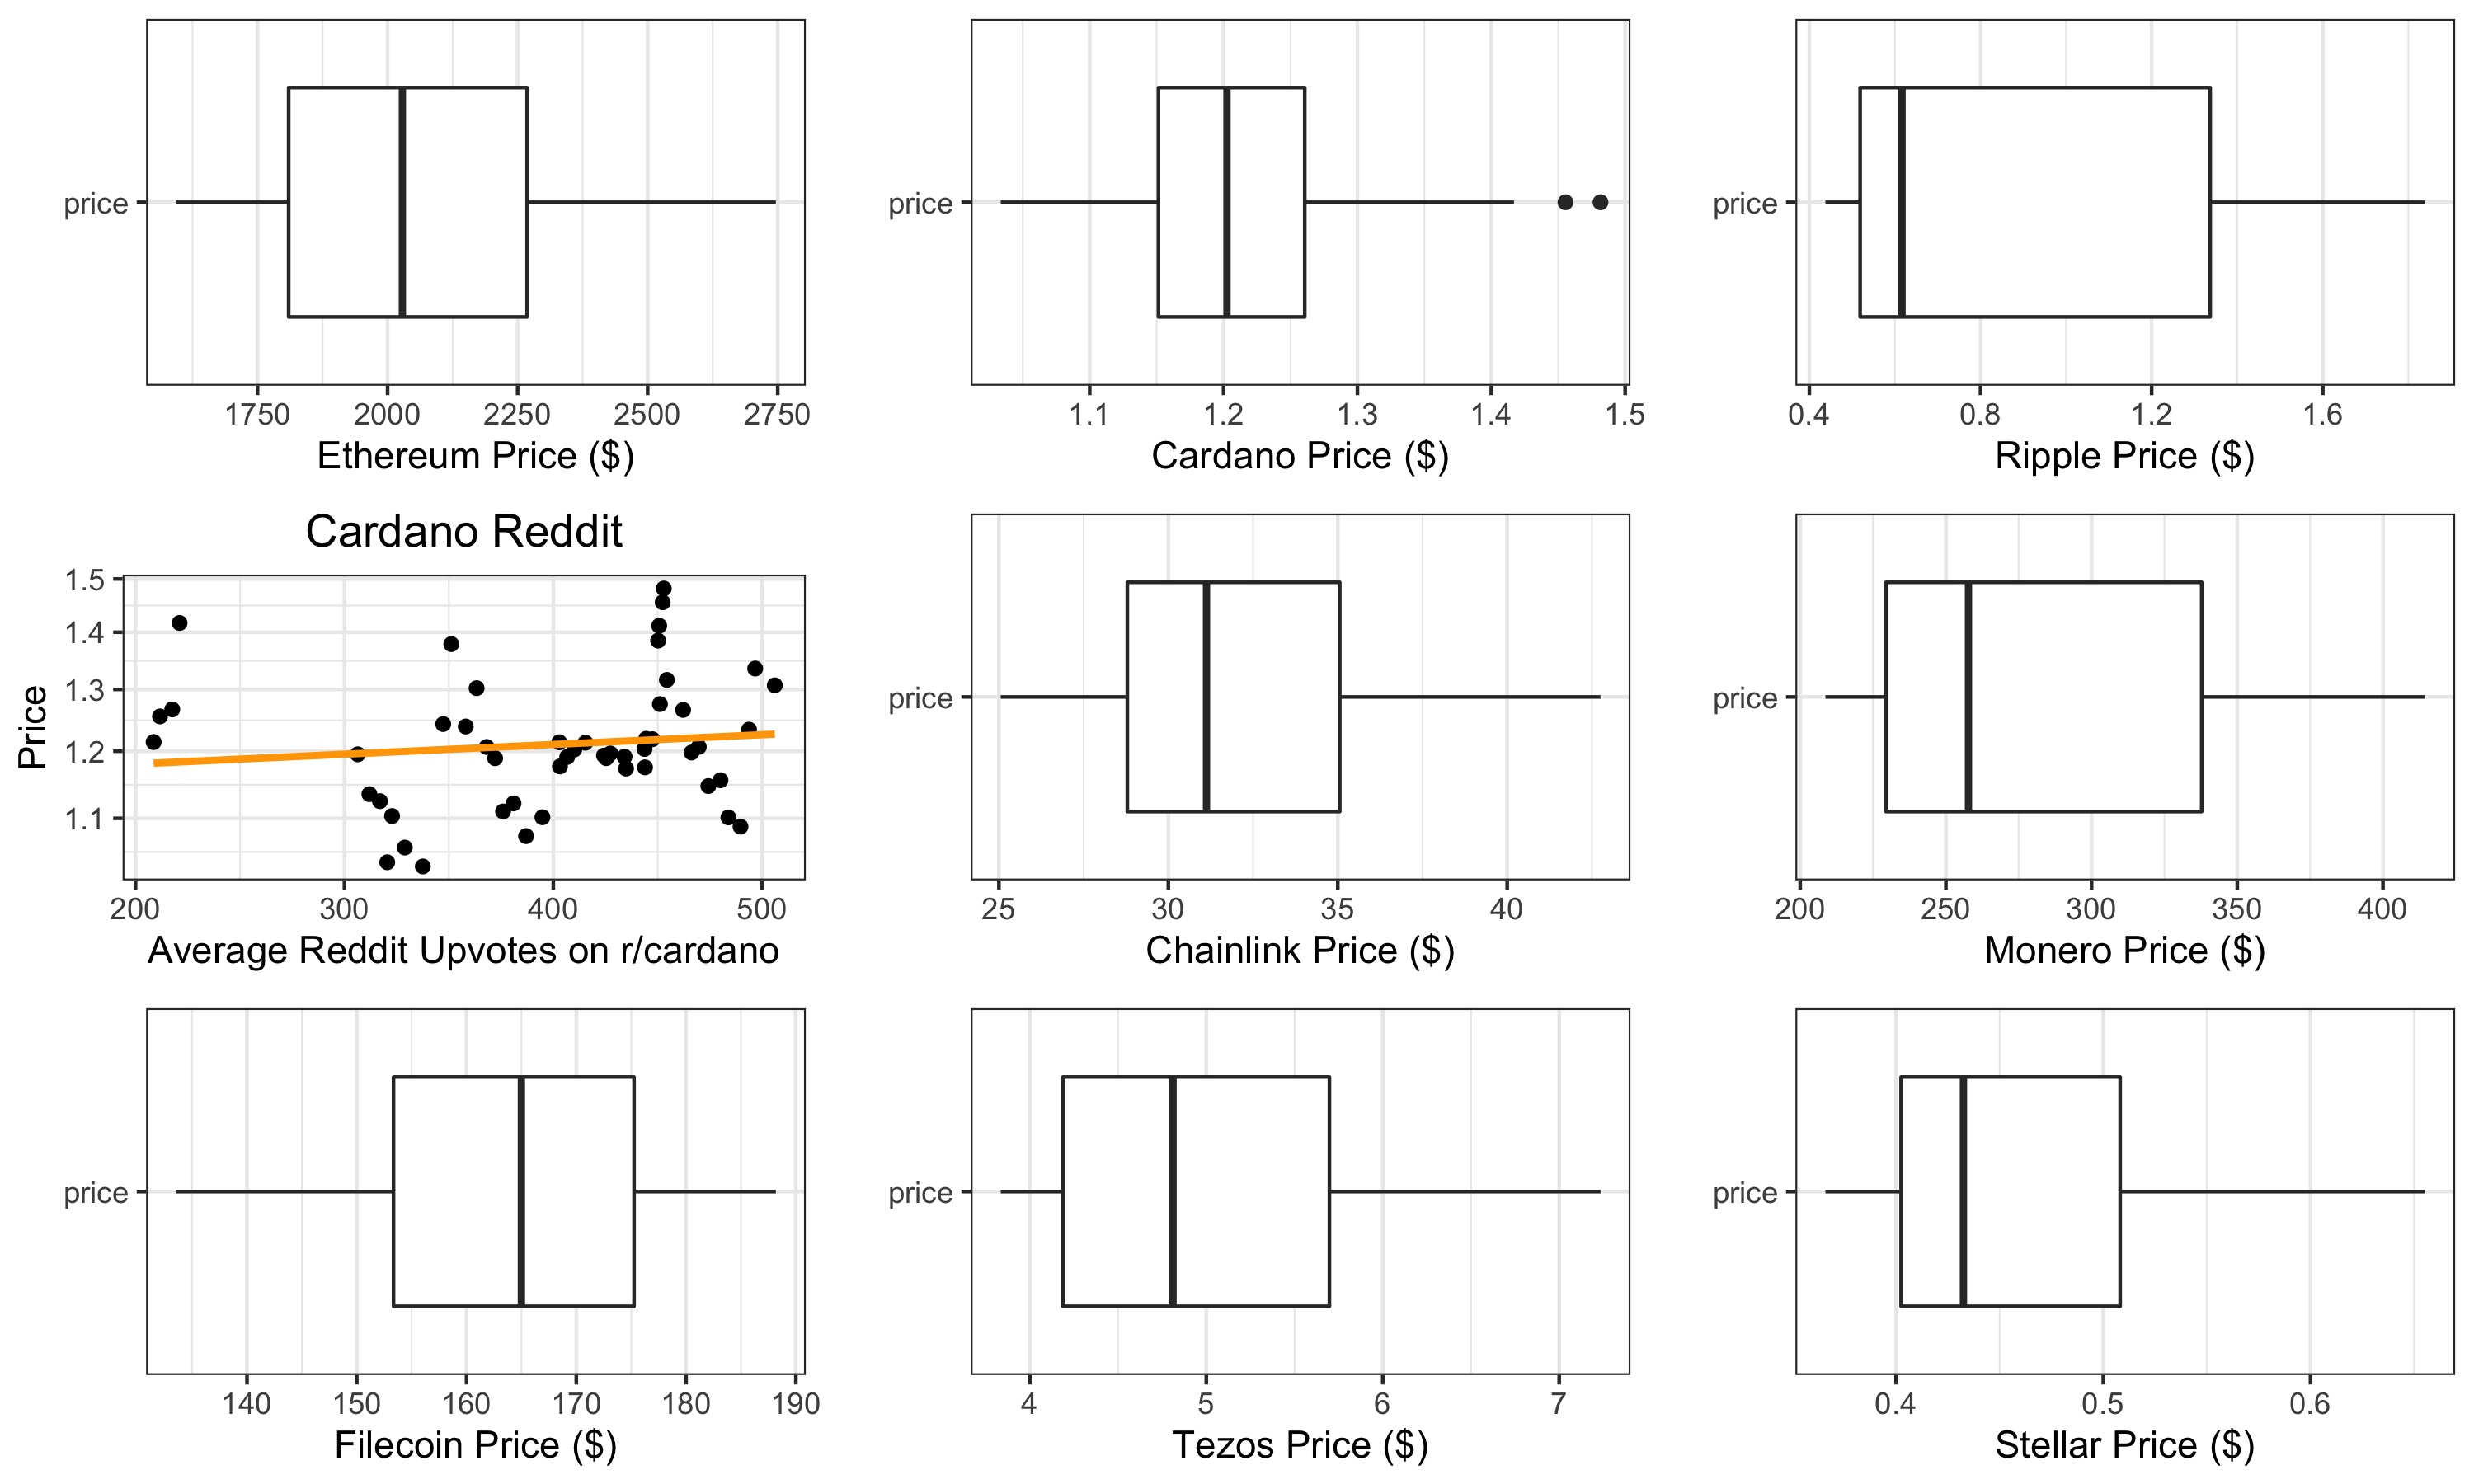 price
1750 2000 2250 2500 2750
Ethereum Price ($)
price
1.1 1.2 1.3 1.4 1.5
Cardano Price ($)
price
0.4 0.8 1.2 1.6
Ripple Price ($)
Cardano Reddit
Price
1.5
1.4
1.3
1.2
1.1
200 300 400 500
Average Reddit Upvotes on r/cardano
price
25 30 35 40
Chainlink Price ($)
price
200 250 300 350 400
Monero Price ($)
price
140 150 160 170 180 190
Filecoin Price ($)
price
4 5 6 7
Tezos Price ($)
price
0.4 0.5 0.6
Stellar Price ($)